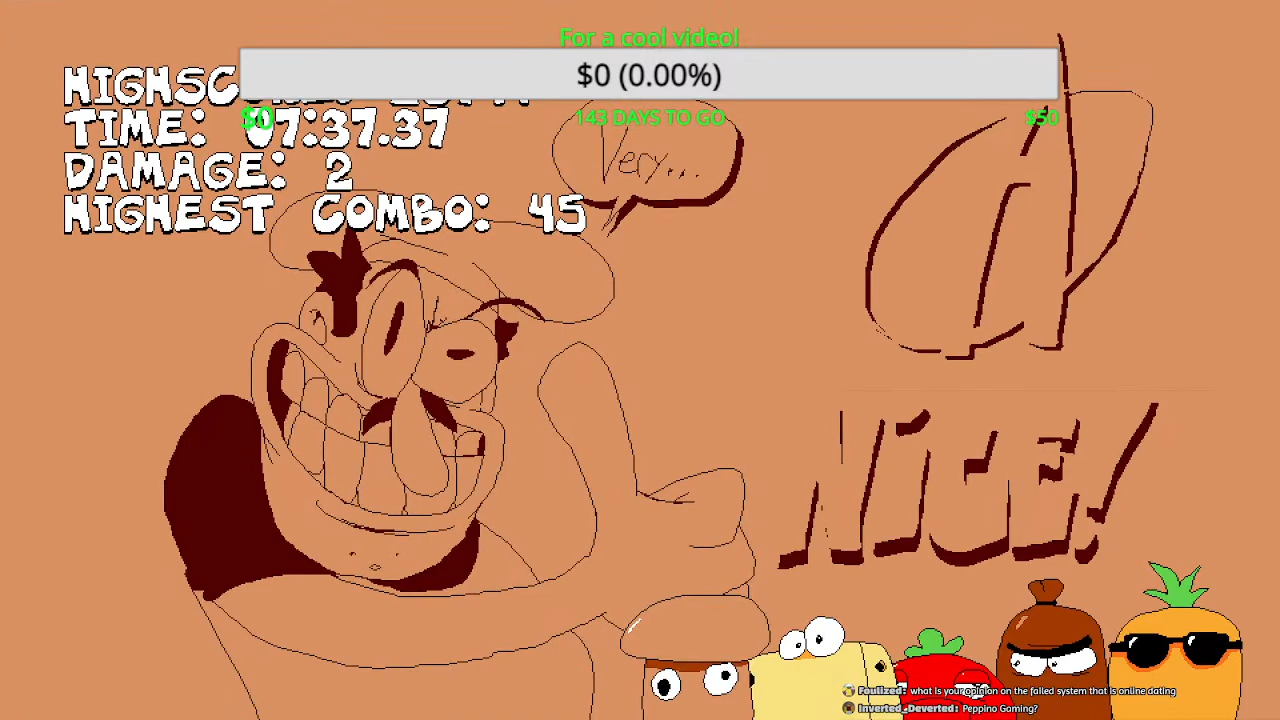 For a cool video!
$0 (0.00%)
$0 143 DAYS TO GO $50
TIME: 07:37.37
DAMAGE: 2
HIGHEST COMBO: 45
Very...
NICE!
Foulized: what is your opinion on the failed system that is online dating
Inverted_Deverted: Peppino Gaming?